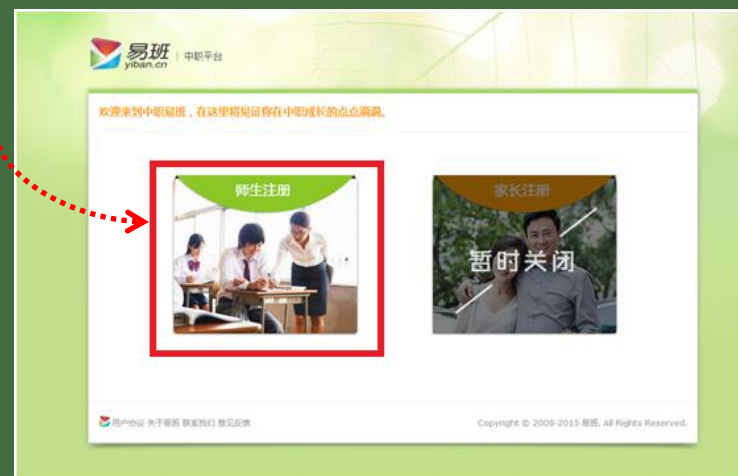 易班 | 中职平台
yiban.cn
欢迎来到中职易班，在这里将见证你在中职成长的点点滴滴。
师生注册
家长注册
暂时关闭
用户协议 关于易班 联系我们 意见反馈
Copyright © 2008-2015 易班. All Rights Reserved.